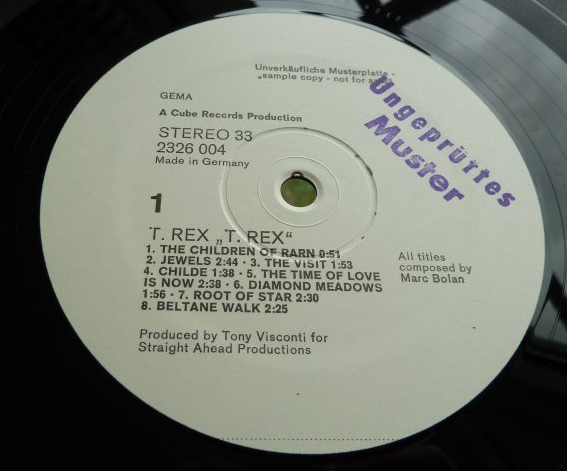 Unverkäufliche Musterplatte -
„sample copy - not for
Ungeprüftes
Muster
GEMA
A Cube Records Production
STEREO 33
2326 004
Made in Germany
1
T. REX „T. REX“
1. THE CHILDREN OF RARN 0:51
2. JEWELS 2:44 · 3. THE VISIT 1:53
4. CHILDE 1:38 · 5. THE TIME OF LOVE
IS NOW 2:38 · 6. DIAMOND MEADOWS
1:56 · 7. ROOT OF STAR 2:30
8. BELTANE WALK 2:25
All titles
composed by
Marc Bolan
Produced by Tony Visconti for
Straight Ahead Productions